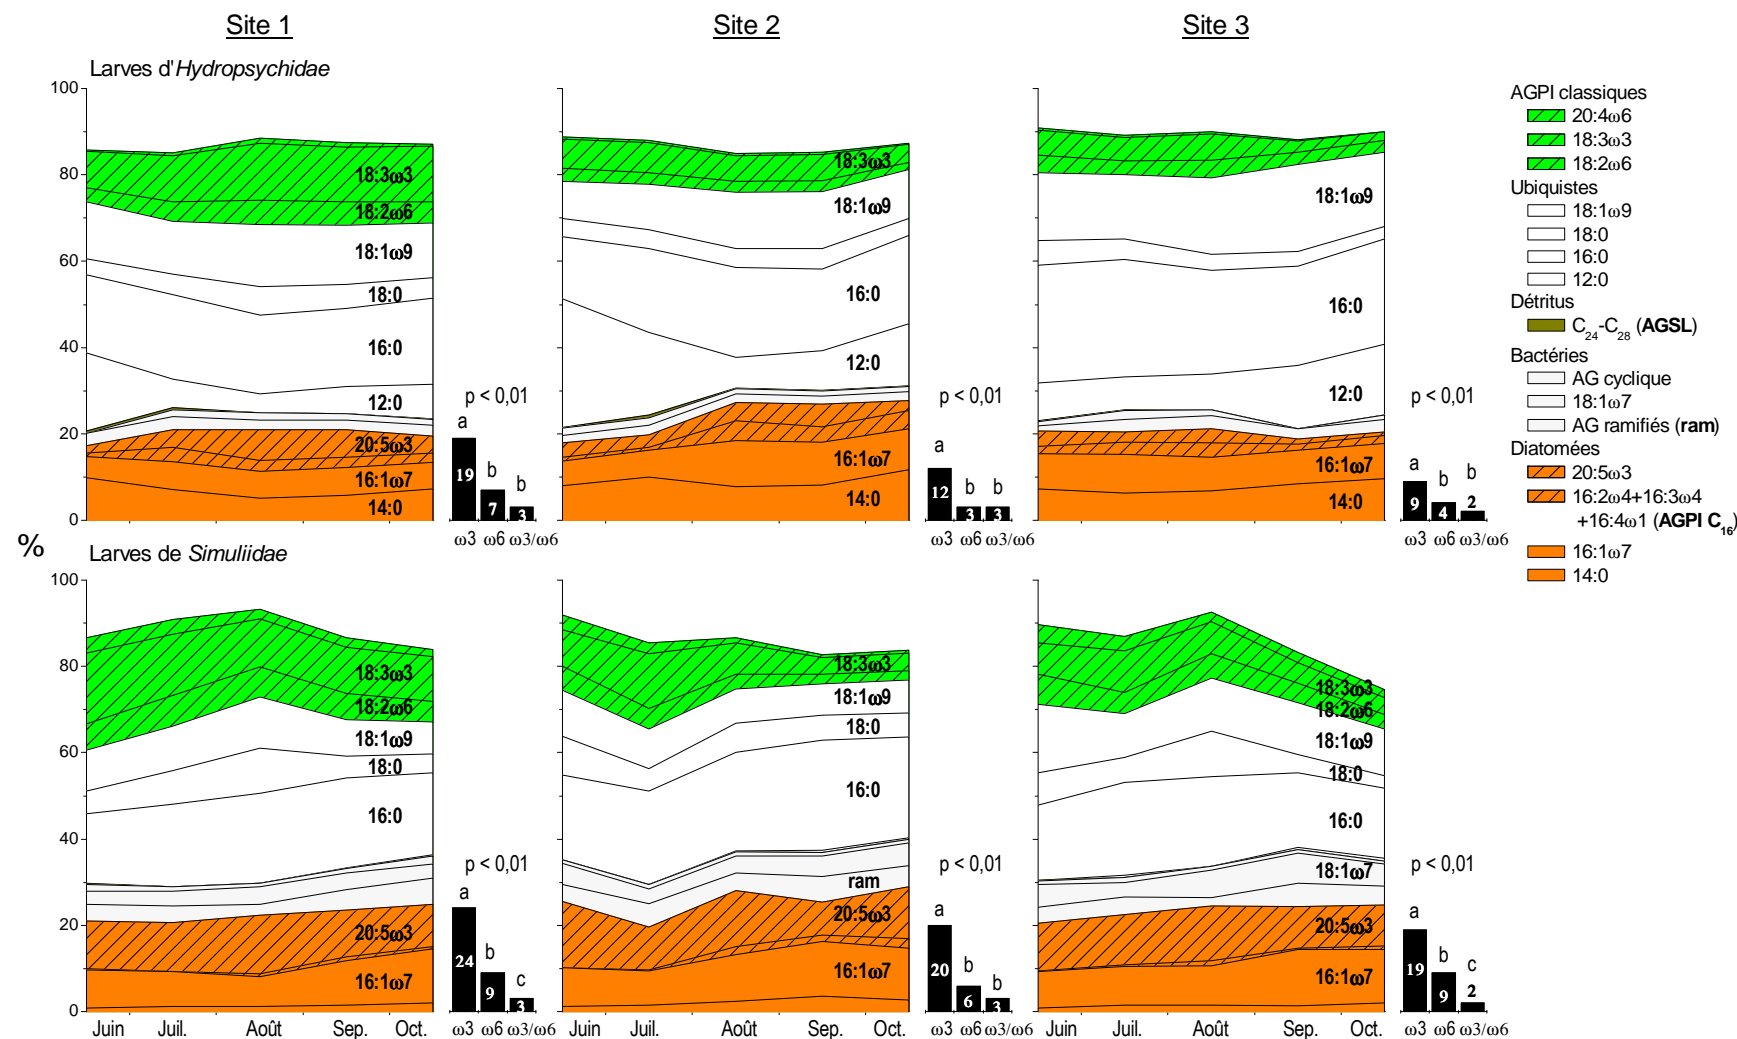 Site 1
Site 2
Site 3
Larves d'Hydropsychidae
100
80
60
40
20
0
18:3ω3
18:2ω6
18:1ω9
18:0
16:0
12:0
20:5ω3
16:1ω7
14:0
p < 0,01
a
b
b
19
7
3
ω3 ω6 ω3/ω6
18:3ω3
18:1ω9
16:0
12:0
16:1ω7
14:0
p < 0,01
a
b
b
12
3
3
ω3 ω6 ω3/ω6
18:1ω9
16:0
12:0
16:1ω7
14:0
p < 0,01
a
b
b
9
4
2
ω3 ω6 ω3/ω6
AGPI classiques
20:4ω6
18:3ω3
18:2ω6
Ubiquistes
18:1ω9
18:0
16:0
12:0
Détritus
C24-C28 (AGSL)
Bactéries
AG cyclique
18:1ω7
AG ramifiés (ram)
Diatomées
20:5ω3
16:2ω4+16:3ω4
+16:4ω1 (AGPI C16)
16:1ω7
14:0
%
Larves de Simuliidae
100
80
60
40
20
0
18:3ω3
18:2ω6
18:1ω9
18:0
16:0
20:5ω3
16:1ω7
p < 0,01
a
b
c
24
9
3
Juin Juil. Août Sep. Oct.
ω3 ω6 ω3/ω6
18:3ω3
18:1ω9
18:0
16:0
ram
20:5ω3
16:1ω7
p < 0,01
a
b
b
20
6
3
Juin Juil. Août Sep. Oct.
ω3 ω6 ω3/ω6
18:3ω3
18:2ω6
18:1ω9
18:0
16:0
18:1ω7
20:5ω3
16:1ω7
p < 0,01
a
b
c
19
9
2
Juin Juil. Août Sep. Oct.
ω3 ω6 ω3/ω6